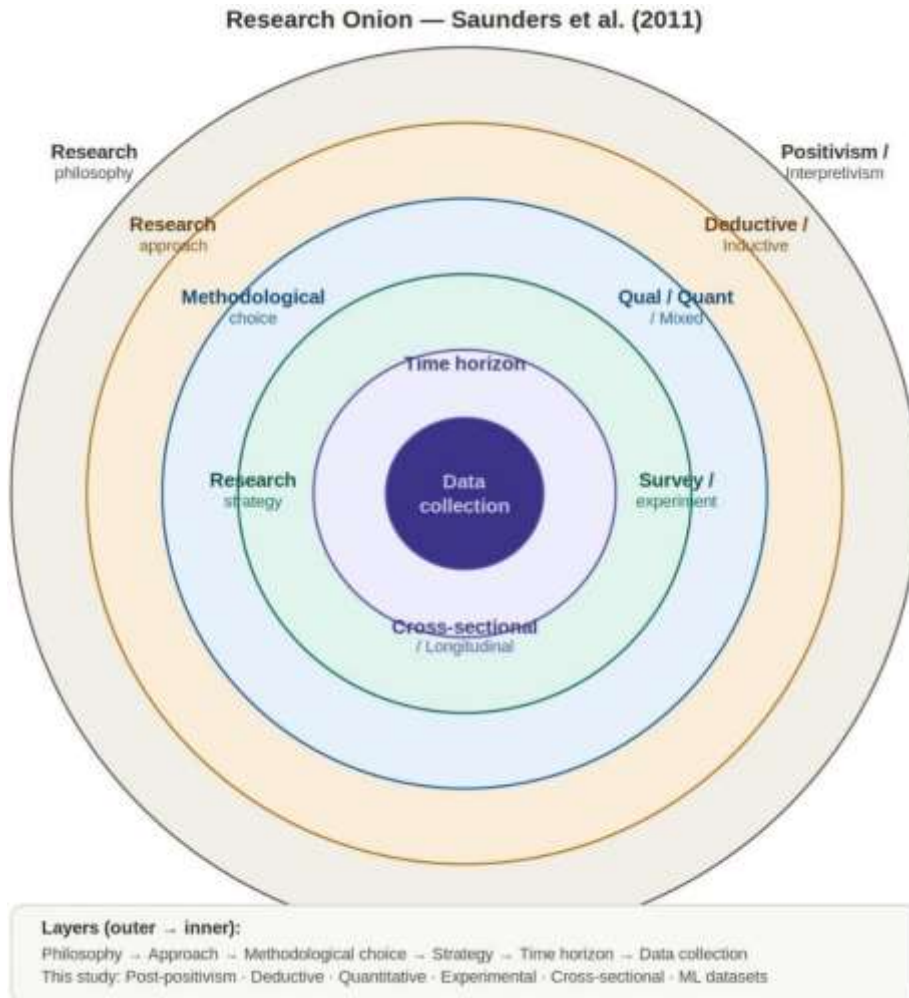 Research Onion — Saunders et al. (2011)
Research
philosophy
Positivism /
Interpretivism
Research
approach
Deductive /
Inductive
Methodological
choice
Qual / Quant
/ Mixed
Time horizon
Research
strategy
Data
collection
Survey /
experiment
Cross-sectional
/ Longitudinal
Layers (outer → inner):
Philosophy → Approach → Methodological choice → Strategy → Time horizon → Data collection
This study: Post-positivism · Deductive · Quantitative · Experimental · Cross-sectional · ML datasets